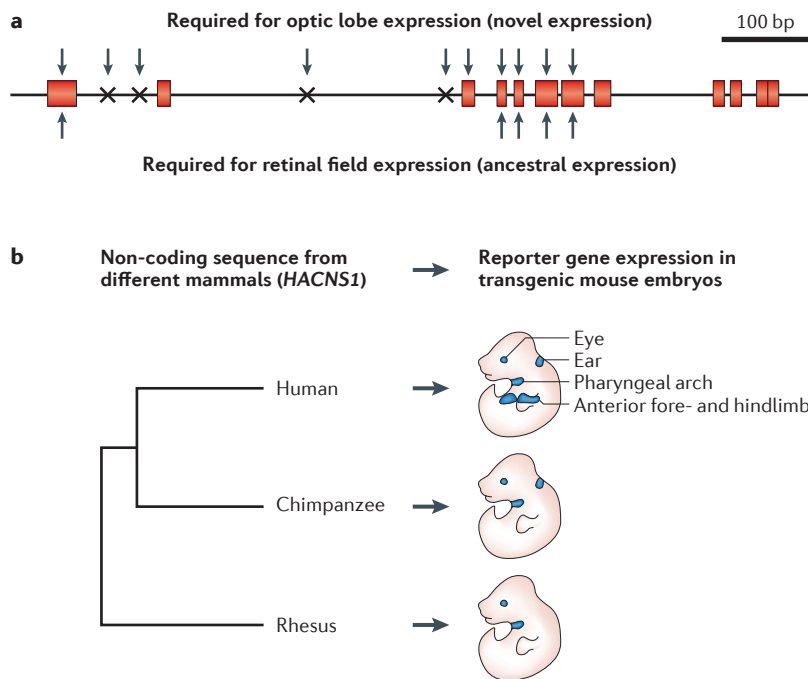 a
Required for optic lobe expression (novel expression)
100 bp
Required for retinal field expression (ancestral expression)
b
Non-coding sequence from
different mammals (HACNS1)
Reporter gene expression in
transgenic mouse embryos
Eye
Ear
Pharyngeal arch
Anterior fore- and hindlimb
Human
Chimpanzee
Rhesus